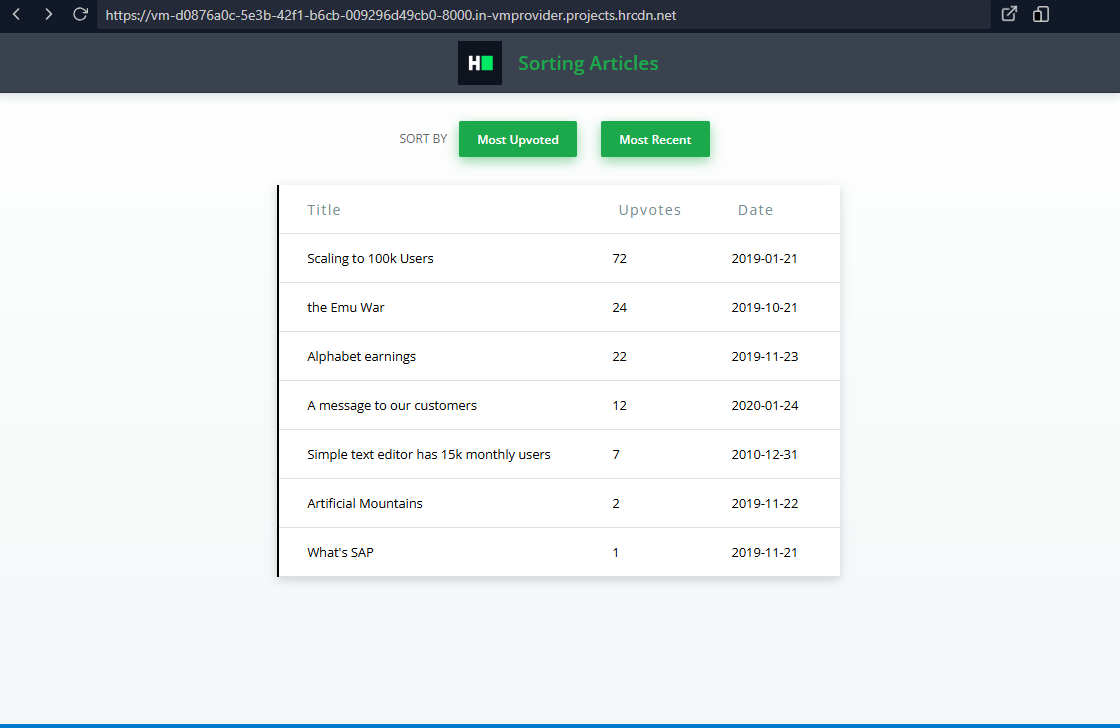 https://vm-d0876a0c-5e3b-42f1-b6cb-009296d49cb0-8000.in-vmprovider.projects.hrcdn.net
H Sorting Articles
SORT BY Most Upvoted Most Recent
Title Upvotes Date
Scaling to 100k Users 72 2019-01-21
the Emu War 24 2019-10-21
Alphabet earnings 22 2019-11-23
A message to our customers 12 2020-01-24
Simple text editor has 15k monthly users 7 2010-12-31
Artificial Mountains 2 2019-11-22
What's SAP 1 2019-11-21